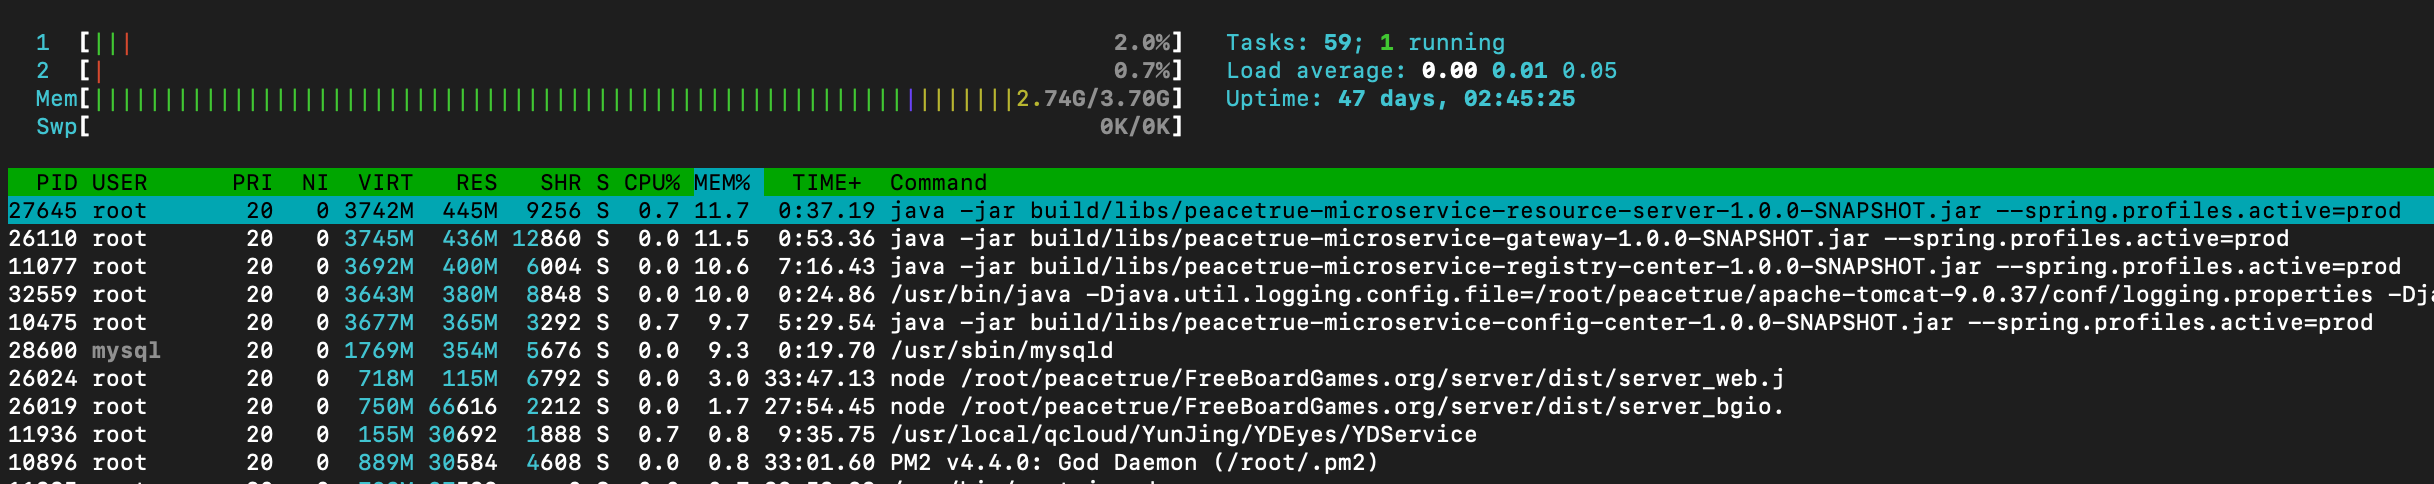 1 [||| 2.0%] Tasks: 59; 1 running
2 [| 0.7%] Load average: 0.00 0.01 0.05
Mem[||||||||||||||||||||||||||||||||||||||||||||||||||||||||||||||||||2.74G/3.70G] Uptime: 47 days, 02:45:25
Swp[ 0K/0K]
PID USER PRI NI VIRT RES SHR S CPU% MEM% TIME+ Command
27645 root 20 0 3742M 445M 9256 S 0.7 11.7 0:37.19 java -jar build/libs/peacetrue-microservice-resource-server-1.0.0-SNAPSHOT.jar --spring.profiles.active=prod
26110 root 20 0 3745M 436M 12860 S 0.0 11.5 0:53.36 java -jar build/libs/peacetrue-microservice-gateway-1.0.0-SNAPSHOT.jar --spring.profiles.active=prod
11077 root 20 0 3692M 400M 6004 S 0.0 10.6 7:16.43 java -jar build/libs/peacetrue-microservice-registry-center-1.0.0-SNAPSHOT.jar --spring.profiles.active=prod
32559 root 20 0 3643M 380M 8848 S 0.0 10.0 0:24.86 /usr/bin/java -Djava.util.logging.config.file=/root/peacetrue/apache-tomcat-9.0.37/conf/logging.properties -Dj
10475 root 20 0 3677M 365M 3292 S 0.7 9.7 5:29.54 java -jar build/libs/peacetrue-microservice-config-center-1.0.0-SNAPSHOT.jar --spring.profiles.active=prod
28600 mysql 20 0 1769M 354M 5676 S 0.0 9.3 0:19.70 /usr/sbin/mysqld
26024 root 20 0 718M 115M 6792 S 0.0 3.0 33:47.13 node /root/peacetrue/FreeBoardGames.org/server/dist/server_web.j
26019 root 20 0 750M 66616 2212 S 0.0 1.7 27:54.45 node /root/peacetrue/FreeBoardGames.org/server/dist/server_bgio.
11936 root 20 0 155M 30692 1888 S 0.7 0.8 9:35.75 /usr/local/qcloud/YunJing/YDEyes/YDService
10896 root 20 0 889M 30584 4608 S 0.0 0.8 33:01.60 PM2 v4.4.0: God Daemon (/root/.pm2)